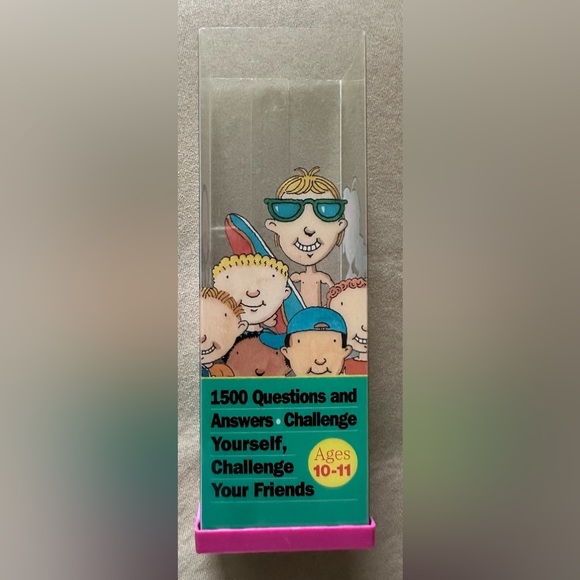 1500 Questions and
Answers • Challenge
Yourself,
Challenge
Your Friends
Ages
10-11